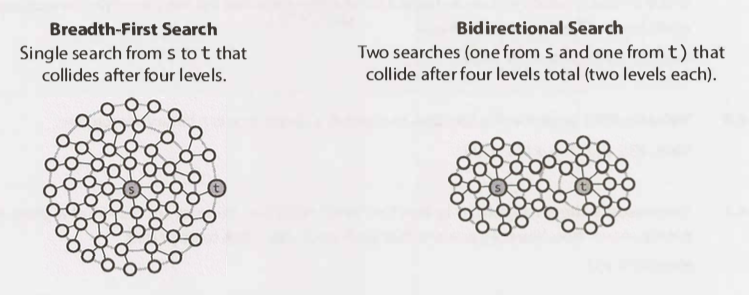 Breadth-First Search
Single search from s to t that
collides after four levels.
s
t
Bidirectional Search
Two searches (one from s and one from t) that
collide after four levels total (two levels each).
s
t